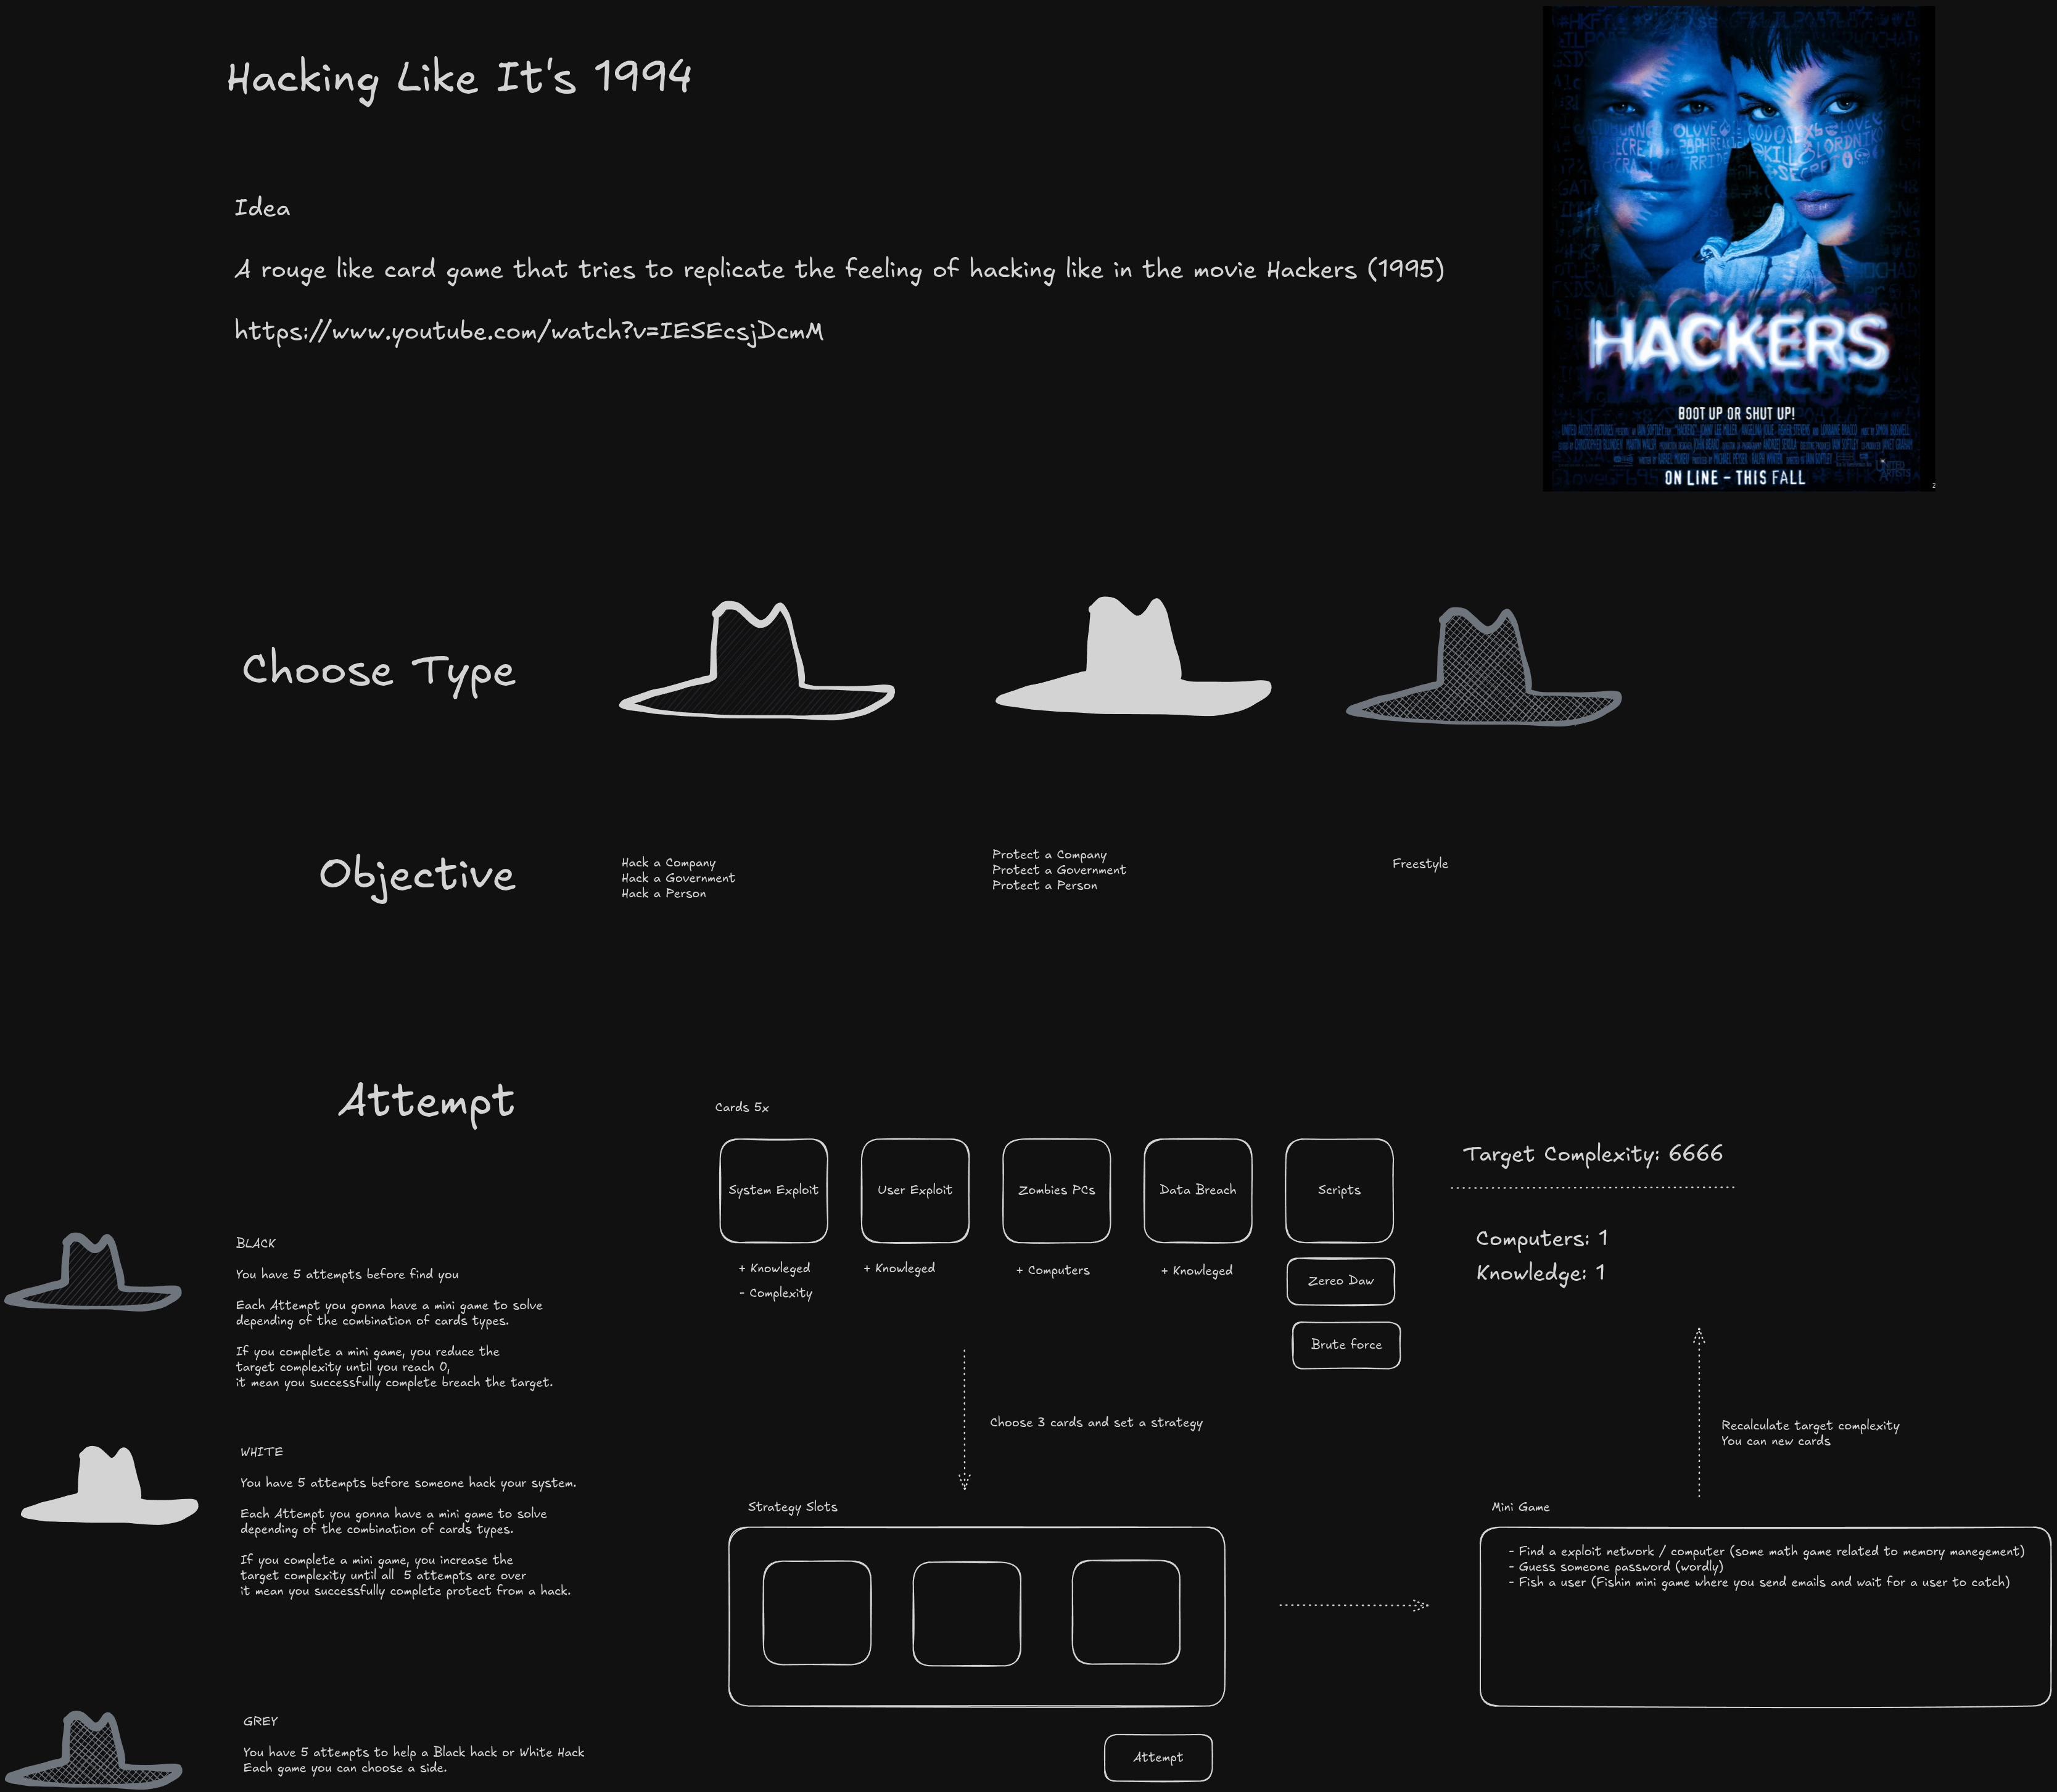 Hacking Like It's 1994
Idea
A rouge like card game that tries to replicate the feeling of hacking like in the movie Hackers (1995)
https://www.youtube.com/watch?v=IESEcsjDcmM
HACKERS
BOOT UP OR SHUT UP!
ON LINE - THIS FALL
Choose Type
Objective
Hack a Company
Hack a Government
Hack a Person
Protect a Company
Protect a Government
Protect a Person
Freestyle
Attempt
BLACK
You have 5 attempts before find you
Each Attempt you gonna have a mini game to solve
depending of the combination of cards types.
If you complete a mini game, you reduce the
target complexity until you reach 0,
it mean you successfully complete breach the target.
WHITE
You have 5 attempts before someone hack your system.
Each Attempt you gonna have a mini game to solve
depending of the combination of cards types.
If you complete a mini game, you increase the
target complexity until all 5 attempts are over
it mean you successfully complete protect from a hack.
GREY
You have 5 attempts to help a Black hack or White Hack
Each game you can choose a side.
Cards 5x
System Exploit
User Exploit
Zombies PCs
Data Breach
Scripts
+ Knowleged
- Complexity
+ Knowleged
+ Computers
+ Knowleged
Zereo Daw
Brute force
Target Complexity: 6666
Computers: 1
Knowledge: 1
Choose 3 cards and set a strategy
Recalculate target complexity
You can new cards
Strategy Slots
Attempt
Mini Game
- Find a exploit network / computer (some math game related to memory manegement)
- Guess someone password (wordly)
- Fish a user (Fishin mini game where you send emails and wait for a user to catch)